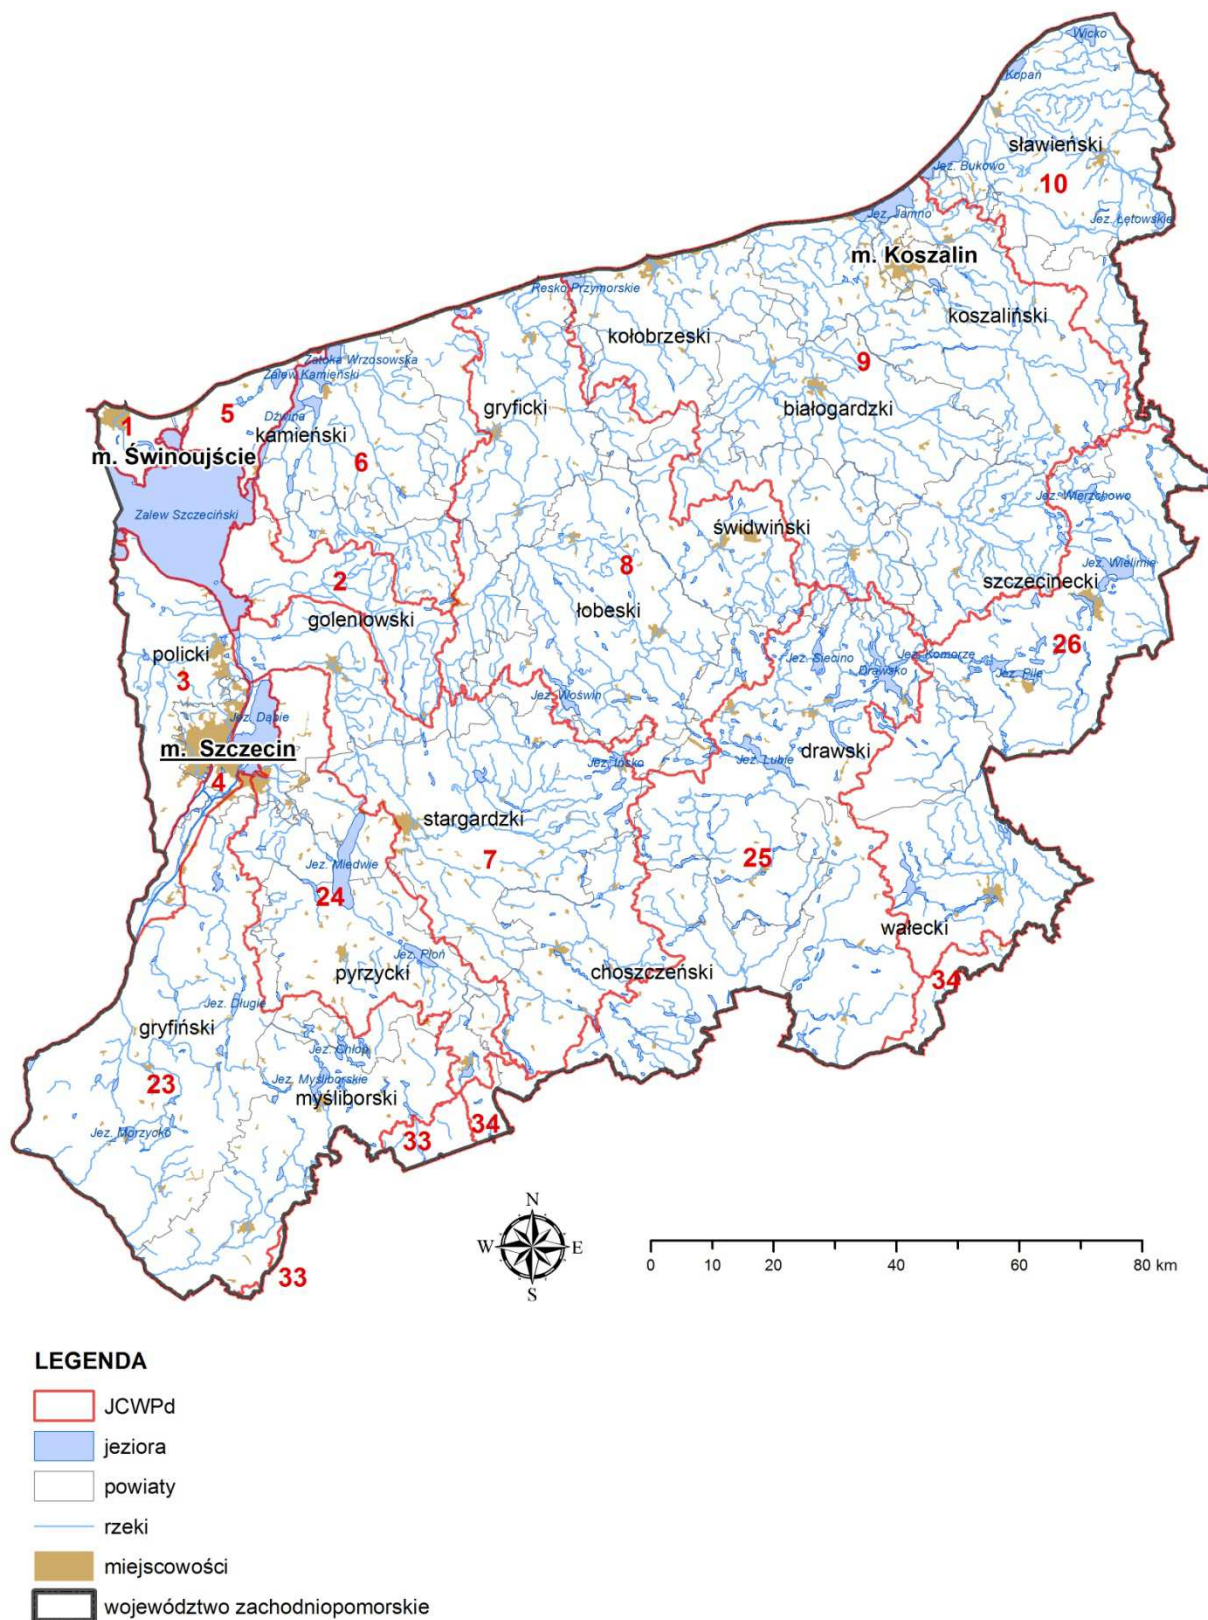 Wicko
Kopań
sławieński
Jez. Bukowo
10
Jez. Jamno
Jez. Łętowskie
m. Koszalin
Resko Przymorskie
koszaliński
kołobrzeski
Zatoka Wrzosowska
9
Zalew Kamieński
5
gryficki
białogardzki
Dźwina
1
kamieński
m. Świnoujście
6
Jez. Wierzchowo
Zalew Szczeciński
świdwiński
8
Jez. Wielimie
2
szczecinecki
łobeski
goleniowski
26
policki
Jez. Siecino
Jez. Komorze
3
Drawsko
Jez. Pile
Jez. Woświn
Jez. Dąbie
m. Szczecin
drawski
Jez. Ińsko
Jez. Lubie
4
stargardzki
7
25
Jez. Miedwie
24
wałecki
Jez. Płoń
pyrzycki
choszczeński
34
Jez. Długie
gryfiński
Jez. Chłop
23
Jez. Myśliborskie
myśliborski
Jez. Morzycko
33
34
N
W
E
S
33
0
10
20
40
60
80 km
LEGENDA
JCWPd
jeziora
powiaty
rzeki
miejscowości
województwo zachodniopomorskie